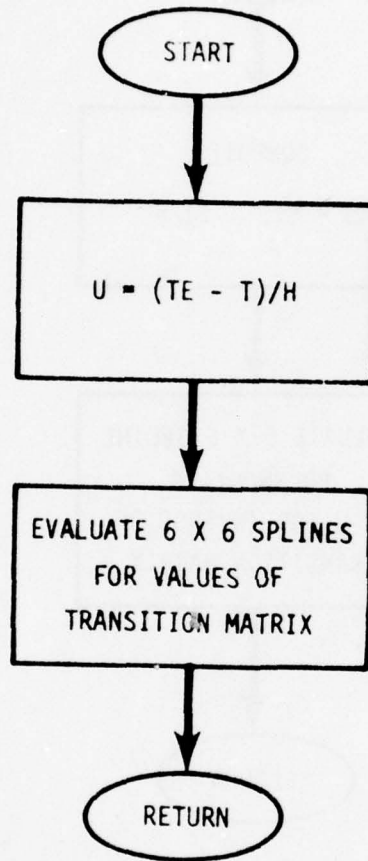 START
U = (TE - T)/H
EVALUATE 6 X 6 SPLINES
FOR VALUES OF
TRANSITION MATRIX
RETURN